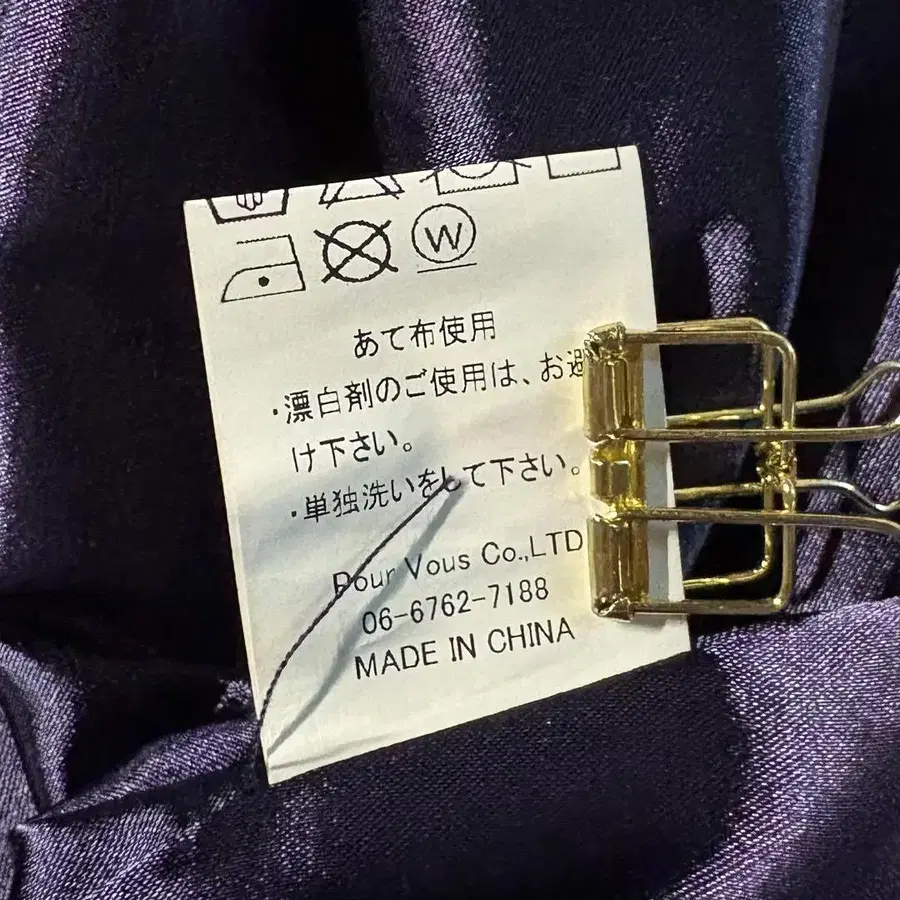 W
あて布使用
・漂白剤のご使用は、お避
け下さい。
・単独洗いをして下さい。
Pour Vous Co.,LTD
06-6762-7188
MADE IN CHINA